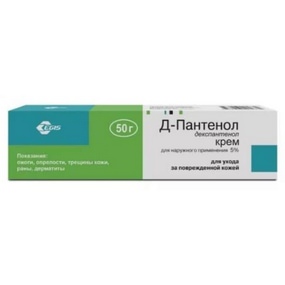 EGIS
50 г
Показания:
ожоги, опрелости, трещины кожи,
раны, дерматиты
Д-Пантенол
декспантенол
крем
для наружного применения 5%
для ухода
за поврежденной кожей